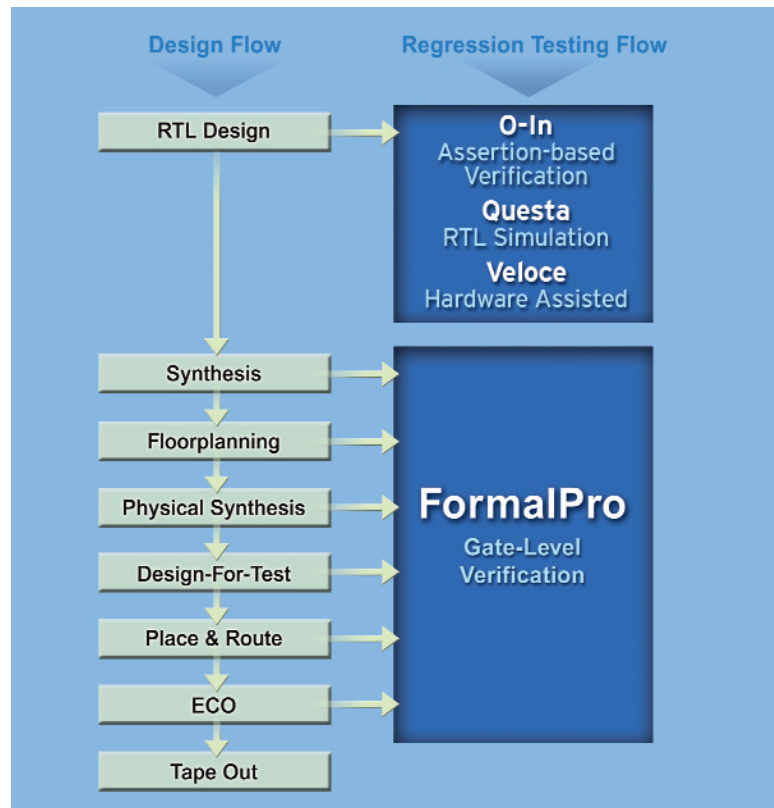 Design Flow
Regression Testing Flow
RTL Design
0-In
Assertion-based
Verification
Questa
RTL Simulation
Veloce
Hardware Assisted
Synthesis
Floorplanning
Physical Synthesis
Design-For-Test
Place & Route
ECO
Tape Out
FormalPro
Gate-Level
Verification